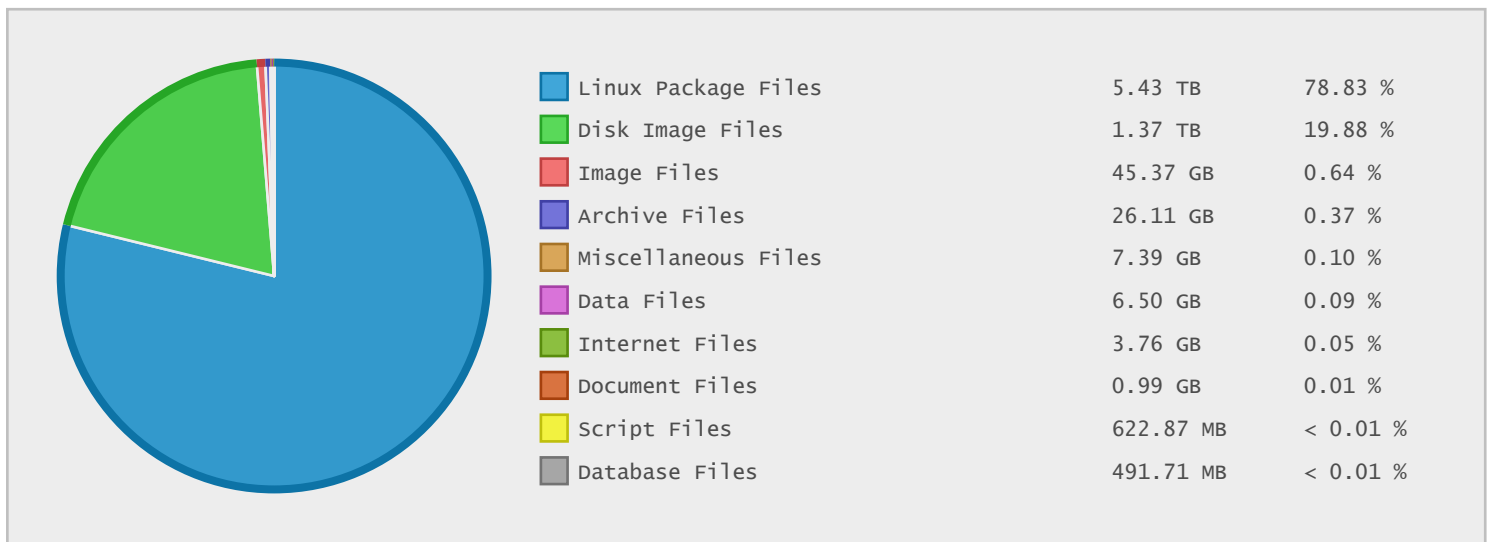 Linux Package Files 5.43 TB 78.83 %
Disk Image Files 1.37 TB 19.88 %
Image Files 45.37 GB 0.64 %
Archive Files 26.11 GB 0.37 %
Miscellaneous Files 7.39 GB 0.10 %
Data Files 6.50 GB 0.09 %
Internet Files 3.76 GB 0.05 %
Document Files 0.99 GB 0.01 %
Script Files 622.87 MB < 0.01 %
Database Files 491.71 MB < 0.01 %